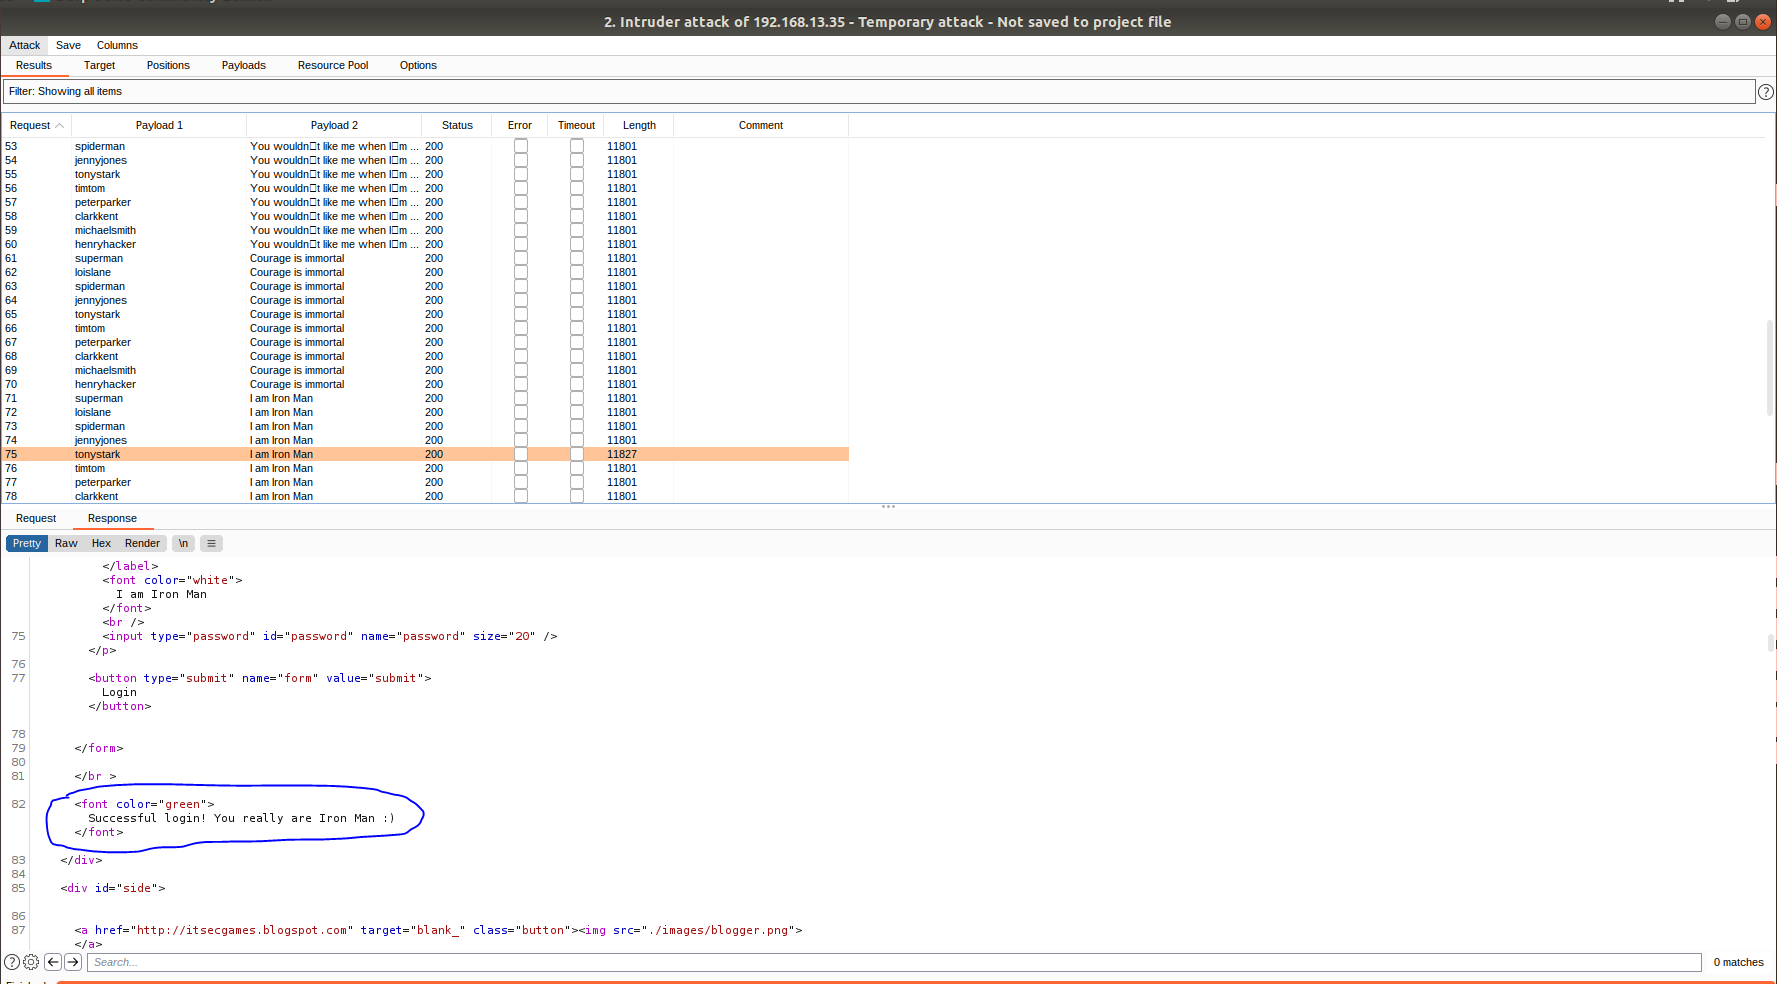 2. Intruder attack of 192.168.13.35 - Temporary attack - Not saved to project file
Attack Save Columns
Results Target Positions Payloads Resource Pool Options
Filter: Showing all items
Request Payload 1 Payload 2 Status Error Timeout Length Comment
53 spiderman You wouldn□t like me when I□m ... 200 11801
54 jennyjones You wouldn□t like me when I□m ... 200 11801
55 tonystark You wouldn□t like me when I□m ... 200 11801
56 timtom You wouldn□t like me when I□m ... 200 11801
57 peterparker You wouldn□t like me when I□m ... 200 11801
58 clarkkent You wouldn□t like me when I□m ... 200 11801
59 michaelsmith You wouldn□t like me when I□m ... 200 11801
60 henryhacker You wouldn□t like me when I□m ... 200 11801
61 superman Courage is immortal 200 11801
62 loislane Courage is immortal 200 11801
63 spiderman Courage is immortal 200 11801
64 jennyjones Courage is immortal 200 11801
65 tonystark Courage is immortal 200 11801
66 timtom Courage is immortal 200 11801
67 peterparker Courage is immortal 200 11801
68 clarkkent Courage is immortal 200 11801
69 michaelsmith Courage is immortal 200 11801
70 henryhacker Courage is immortal 200 11801
71 superman I am Iron Man 200 11801
72 loislane I am Iron Man 200 11801
73 spiderman I am Iron Man 200 11801
74 jennyjones I am Iron Man 200 11801
75 tonystark I am Iron Man 200 11827
76 timtom I am Iron Man 200 11801
77 peterparker I am Iron Man 200 11801
78 clarkkent I am Iron Man 200 11801
Request Response
Pretty Raw Hex Render \n ≡
</label>
<font color="white">
I am Iron Man
</font>
<br />
75 <input type="password" id="password" name="password" size="20" />
</p>
76
77 <button type="submit" name="form" value="submit">
Login
</button>
78
79 </form>
80
81 </br >
82 <font color="green">
Successful login! You really are Iron Man :)
</font>
83 </div>
84
85 <div id="side">
86
87 <a href="http://itsecgames.blogspot.com" target="blank_" class="button"><img src="./images/blogger.png">
</a>
? Search... 0 matches